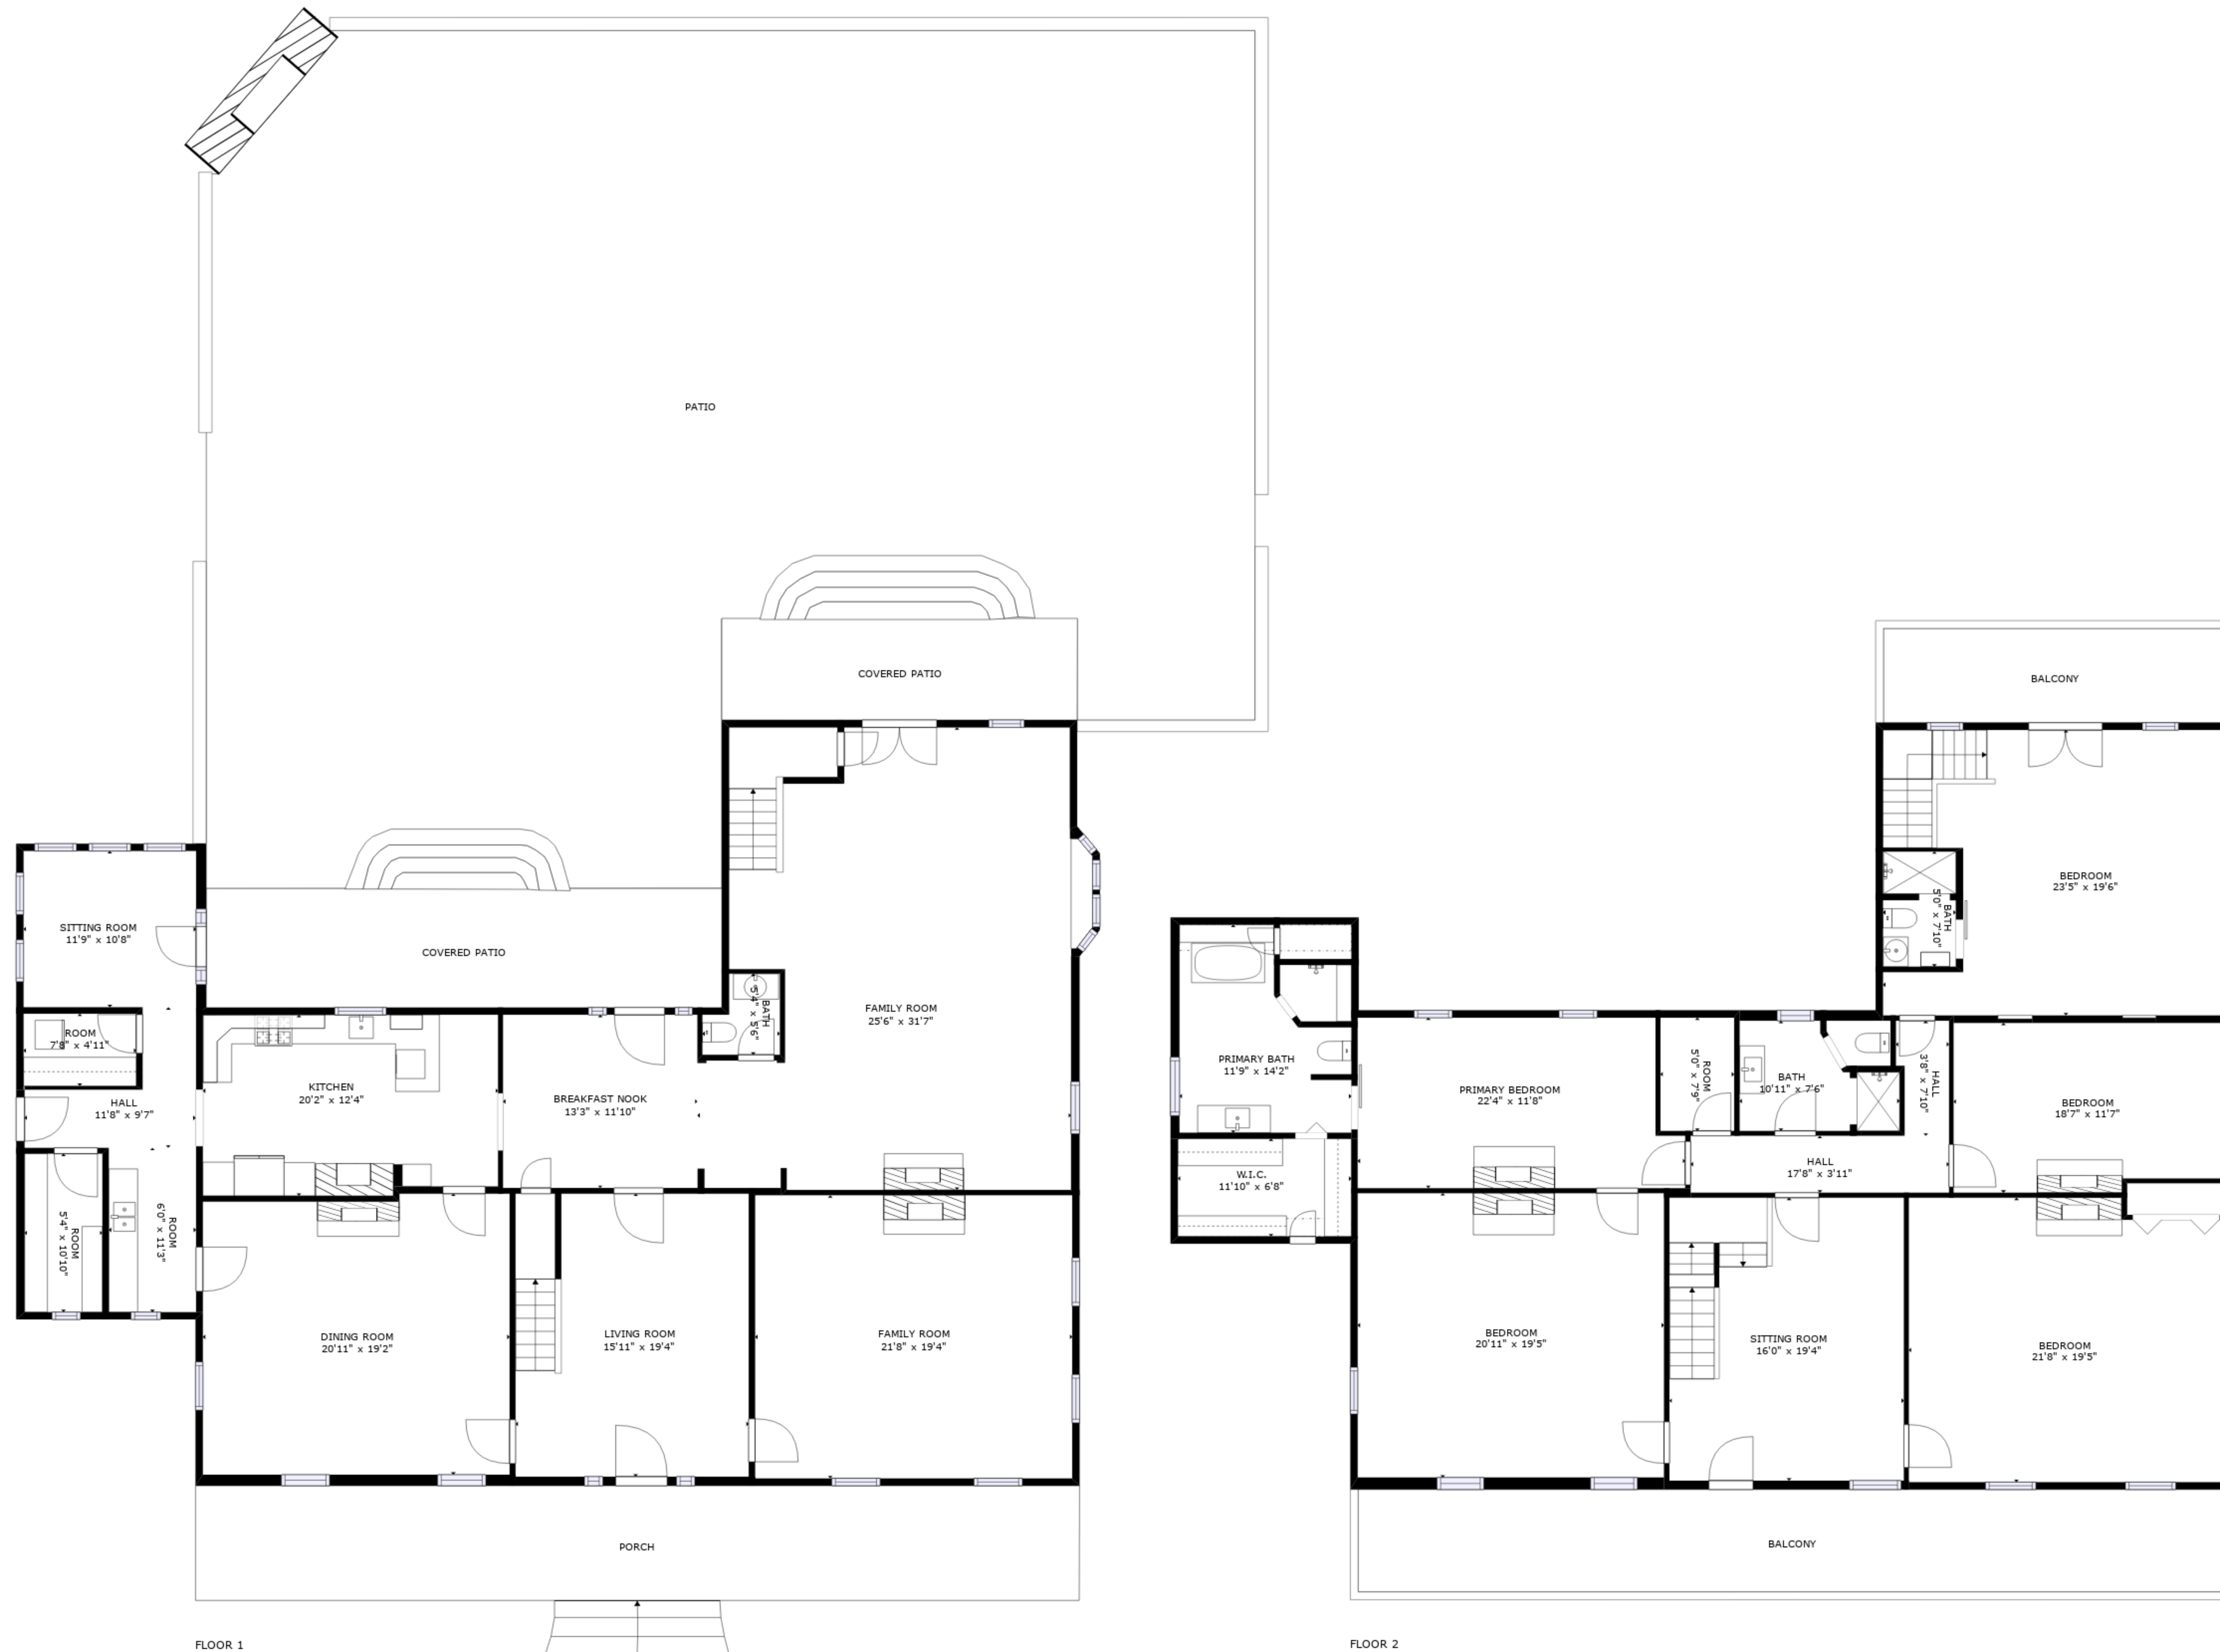 PATIO
COVERED PATIO
COVERED PATIO
SITTING ROOM
11'9" x 10'8"
ROOM
7'8" x 4'11"
HALL
11'8" x 9'7"
ROOM
5'4" x 10'10"
ROOM
6'0" x 11'3"
KITCHEN
20'2" x 12'4"
BREAKFAST NOOK
13'3" x 11'10"
BATH
5'4" x 5'6"
FAMILY ROOM
25'6" x 31'7"
DINING ROOM
20'11" x 19'2"
LIVING ROOM
15'11" x 19'4"
FAMILY ROOM
21'8" x 19'4"
PORCH
FLOOR 1
BALCONY
BEDROOM
23'5" x 19'6"
BATH
5'0" x 7'10"
PRIMARY BATH
11'9" x 14'2"
W.I.C.
11'10" x 6'8"
PRIMARY BEDROOM
22'4" x 11'8"
ROOM
5'0" x 7'9"
BATH
10'11" x 7'6"
HALL
3'8" x 7'10"
BEDROOM
18'7" x 11'7"
HALL
17'8" x 3'11"
BEDROOM
20'11" x 19'5"
SITTING ROOM
16'0" x 19'4"
BEDROOM
21'8" x 19'5"
BALCONY
FLOOR 2